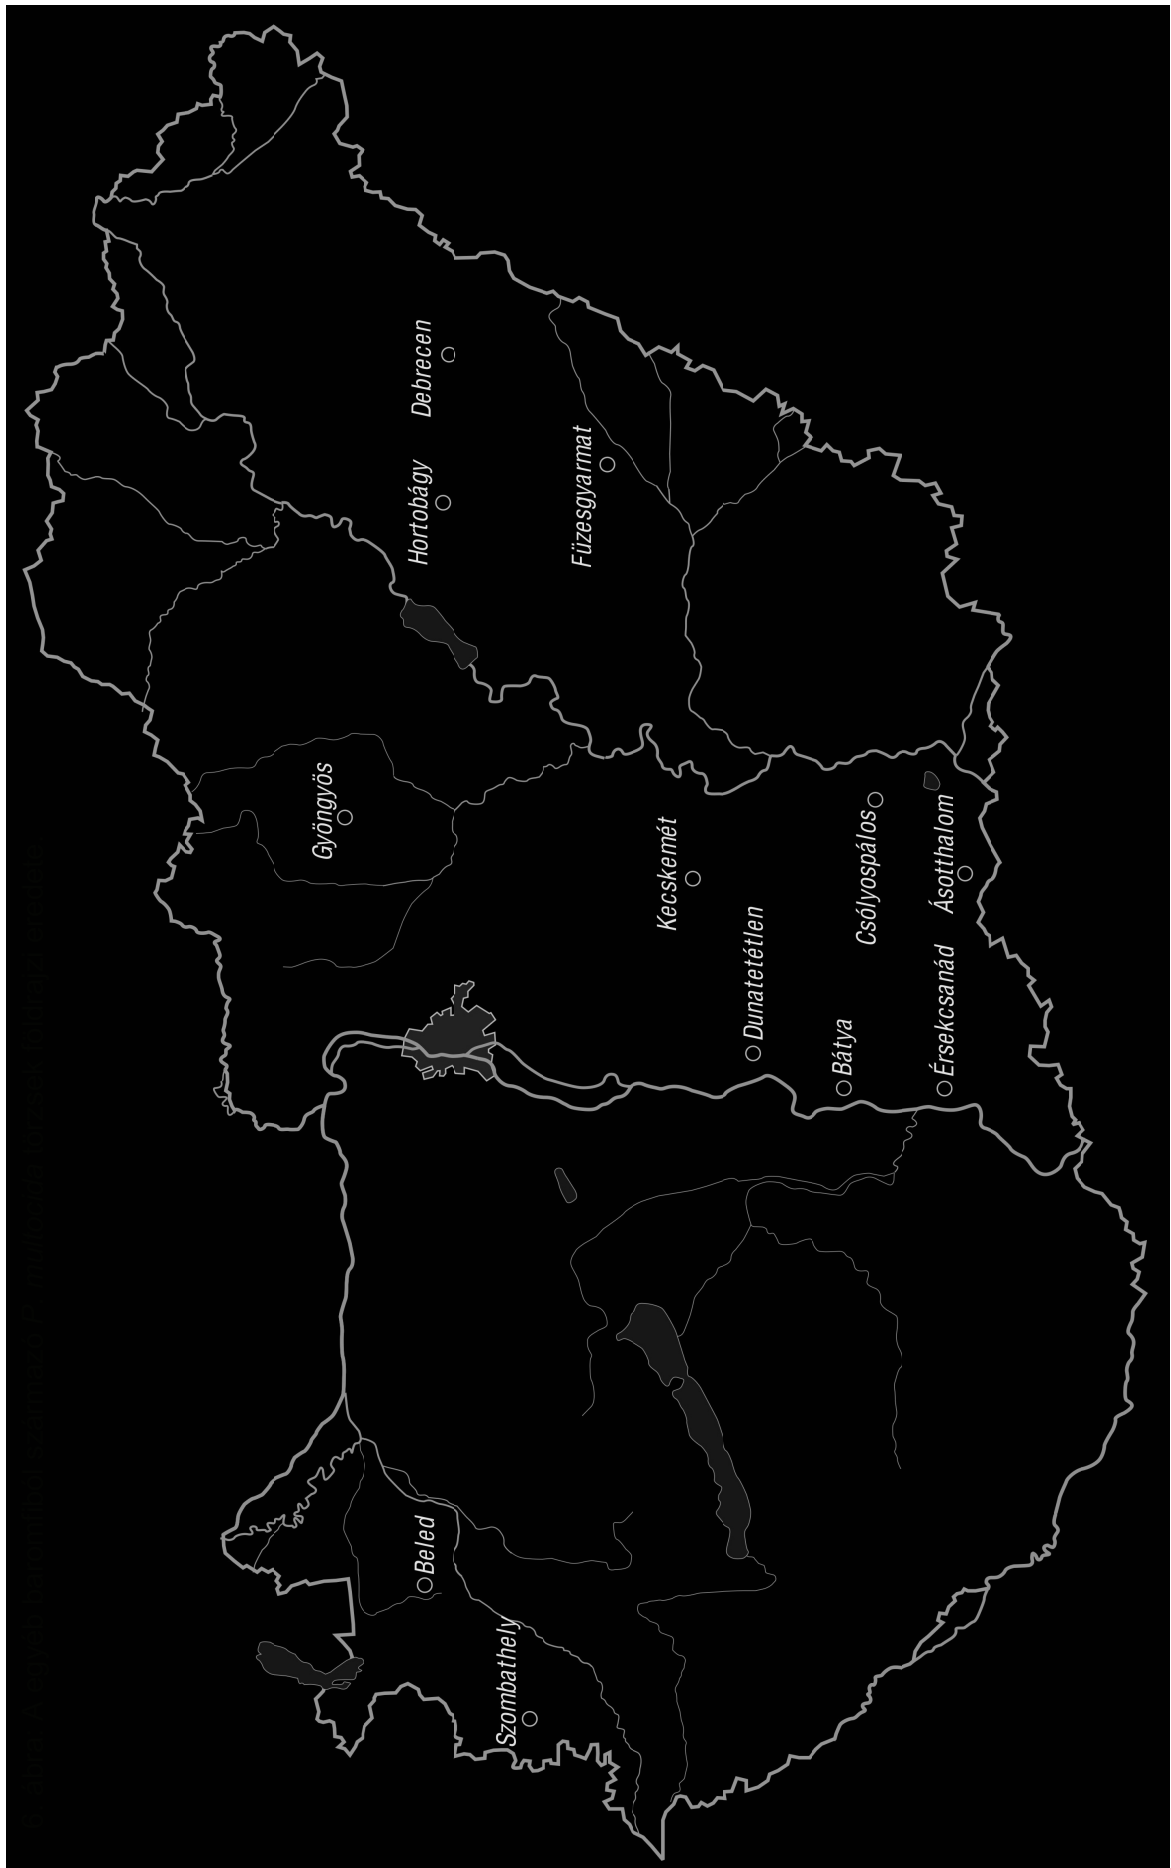 Debrecen
Hortobágy
Füzesgyarmat
Gyöngyös
Kecskemét
Csólyospálos
Ásotthalom
Dunatetétlen
Bátya
Érsekcsanád
Beled
Szombathely